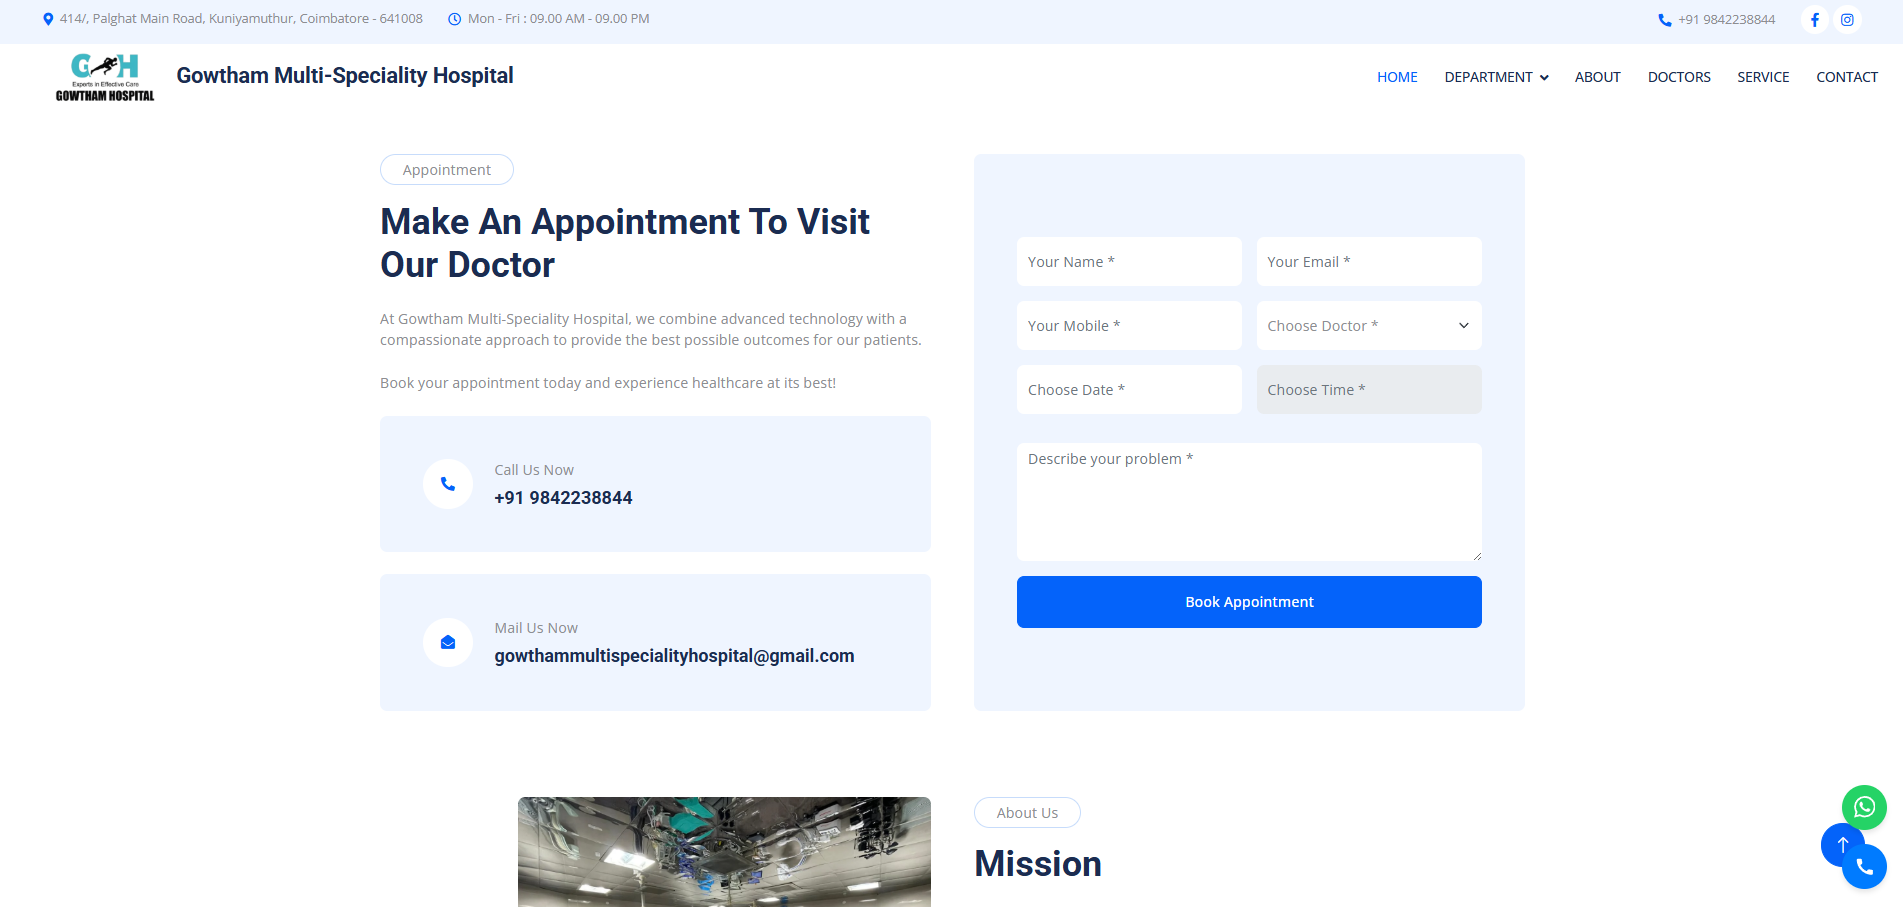 414/, Palghat Main Road, Kuniyamuthur, Coimbatore - 641008
Mon - Fri : 09.00 AM - 09.00 PM
+91 9842238844
G H
Experts in Effective Care
GOWTHAM HOSPITAL
Gowtham Multi-Speciality Hospital
HOME
DEPARTMENT
ABOUT
DOCTORS
SERVICE
CONTACT
Appointment
Make An Appointment To Visit
Our Doctor
At Gowtham Multi-Speciality Hospital, we combine advanced technology with a
compassionate approach to provide the best possible outcomes for our patients.
Book your appointment today and experience healthcare at its best!
Call Us Now
+91 9842238844
Mail Us Now
gowthammultispecialityhospital@gmail.com
Your Name *
Your Email *
Your Mobile *
Choose Doctor *
Choose Date *
Choose Time *
Describe your problem *
Book Appointment
About Us
Mission